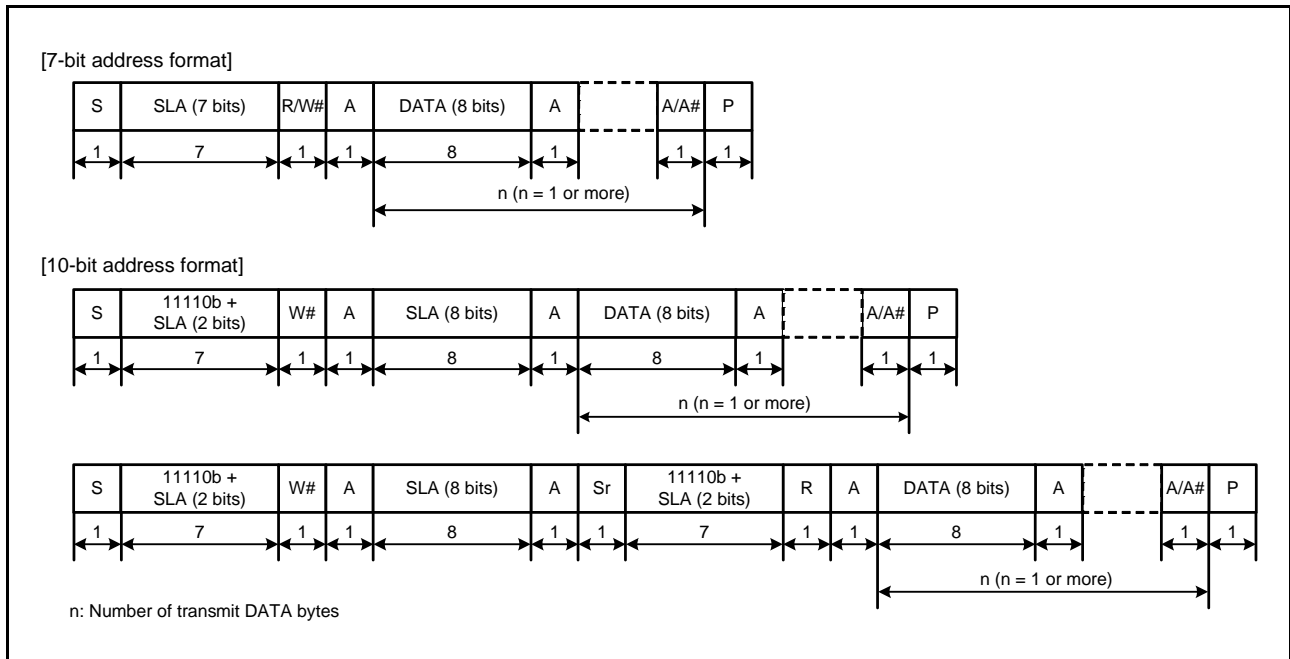 [7-bit address format]
S SLA (7 bits) R/W# A DATA (8 bits) A A/A# P
1 7 1 1 8 1 1 1
n (n = 1 or more)
[10-bit address format]
S 11110b + SLA (2 bits) W# A SLA (8 bits) A DATA (8 bits) A A/A# P
1 7 1 1 8 1 8 1 1 1
n (n = 1 or more)
S 11110b + SLA (2 bits) W# A SLA (8 bits) A Sr 11110b + SLA (2 bits) R A DATA (8 bits) A A/A# P
1 7 1 1 8 1 1 7 1 1 8 1 1 1
n (n = 1 or more)
n: Number of transmit DATA bytes